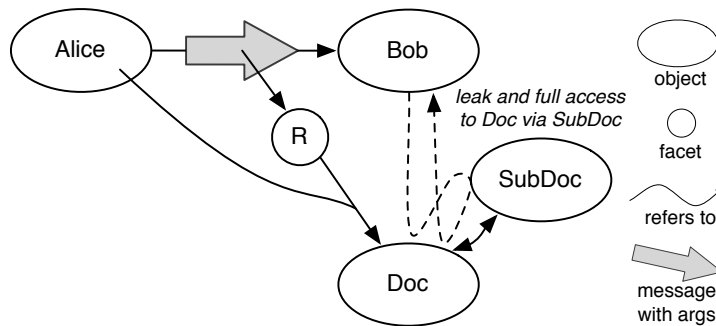 Alice
Bob
leak and full access
to Doc via SubDoc
R
SubDoc
Doc
object
facet
refers to
message
with args